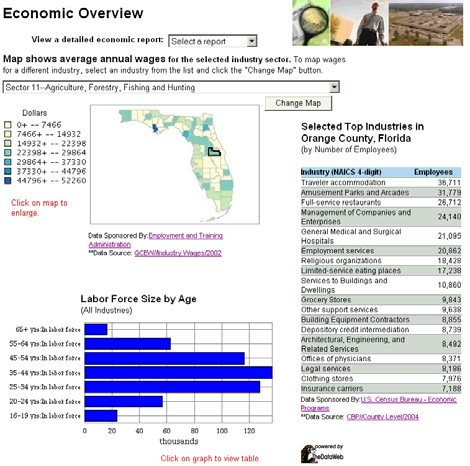 Economic Overview
View a detailed economic report: Select a report
Map shows average annual wages for the selected industry sector. To map
wages for a different industry, select an industry from the list and click the "Change Map" button.
Sector 11--Agriculture, Forestry, Fishing and Hunting
Change Map
Dollars
0+ -- 7466
7466+ -- 14932
14932+ -- 22398
22398+ -- 29864
29864+ -- 37330
37330+ -- 44796
44796+ -- 52260
Click on map to
enlarge.
Data Sponsored By:Employment and Training
Administration
**Data Source: QCEW/Industry Wages/2002
Labor Force Size by Age
(All Industries)
65+ yrs:In labor force
55-64 yrs:In labor force
45-54 yrs:In labor force
35-44 yrs:In labor force
25-34 yrs:In labor force
20-24 yrs:In labor force
16-19 yrs:In labor force
0 20 40 60 80 100 120
thousands
Click on graph to view table.
Selected Top Industries in
Orange County, Florida
(by Number of Employees)
Industry (NAICS 4-digit) Employees
Traveler accommodation 36,711
Amusement Parks and Arcades 31,779
Full-service restaurants 26,712
Management of Companies and
Enterprises 24,140
General Medical and Surgical
Hospitals 21,095
Employment services 20,862
Religious organizations 18,428
Limited-service eating places 17,238
Services to Buildings and
Dwellings 10,860
Grocery Stores 9,843
Other support services 9,638
Building Equipment Contractors 8,855
Depository credit intermediation 8,739
Architectural, Engineering, and
Related Services 8,492
Offices of physicians 8,371
Legal services 8,186
Clothing stores 7,976
Insurance carriers 7,188
Data Sponsored By:U.S. Census Bureau - Economic
Programs
**Data Source: CBP/County Level/2004
powered by
TheDataWeb